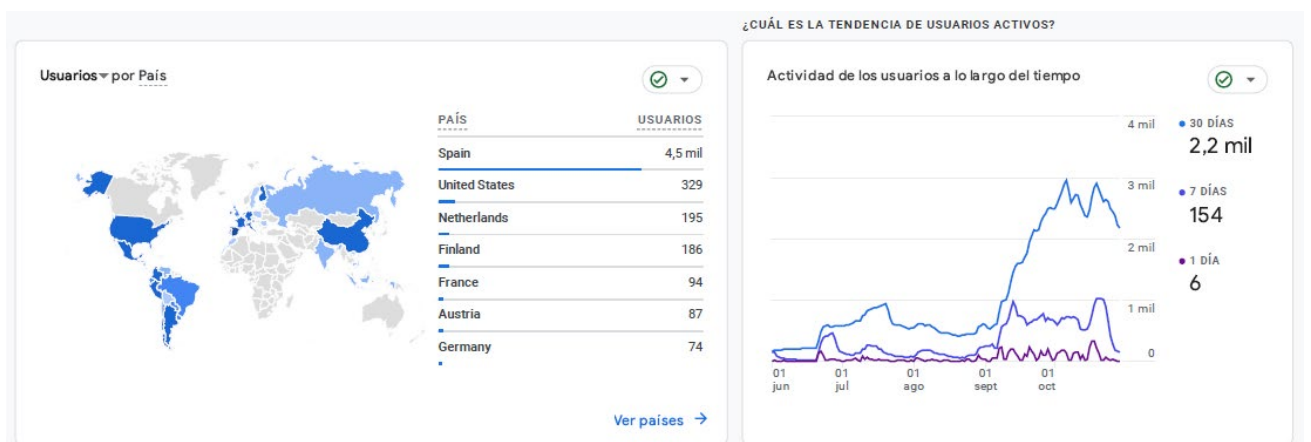 ¿CUÁL ES LA TENDENCIA DE USUARIOS ACTIVOS?
Usuarios por País
PAÍS USUARIOS
Spain 4,5 mil
United States 329
Netherlands 195
Finland 186
France 94
Austria 87
Germany 74
Ver países
Actividad de los usuarios a lo largo del tiempo
4 mil
3 mil
2 mil
1 mil
0
01 jun
01 jul
01 ago
01 sept
01 oct
30 DÍAS
2,2 mil
7 DÍAS
154
1 DÍA
6